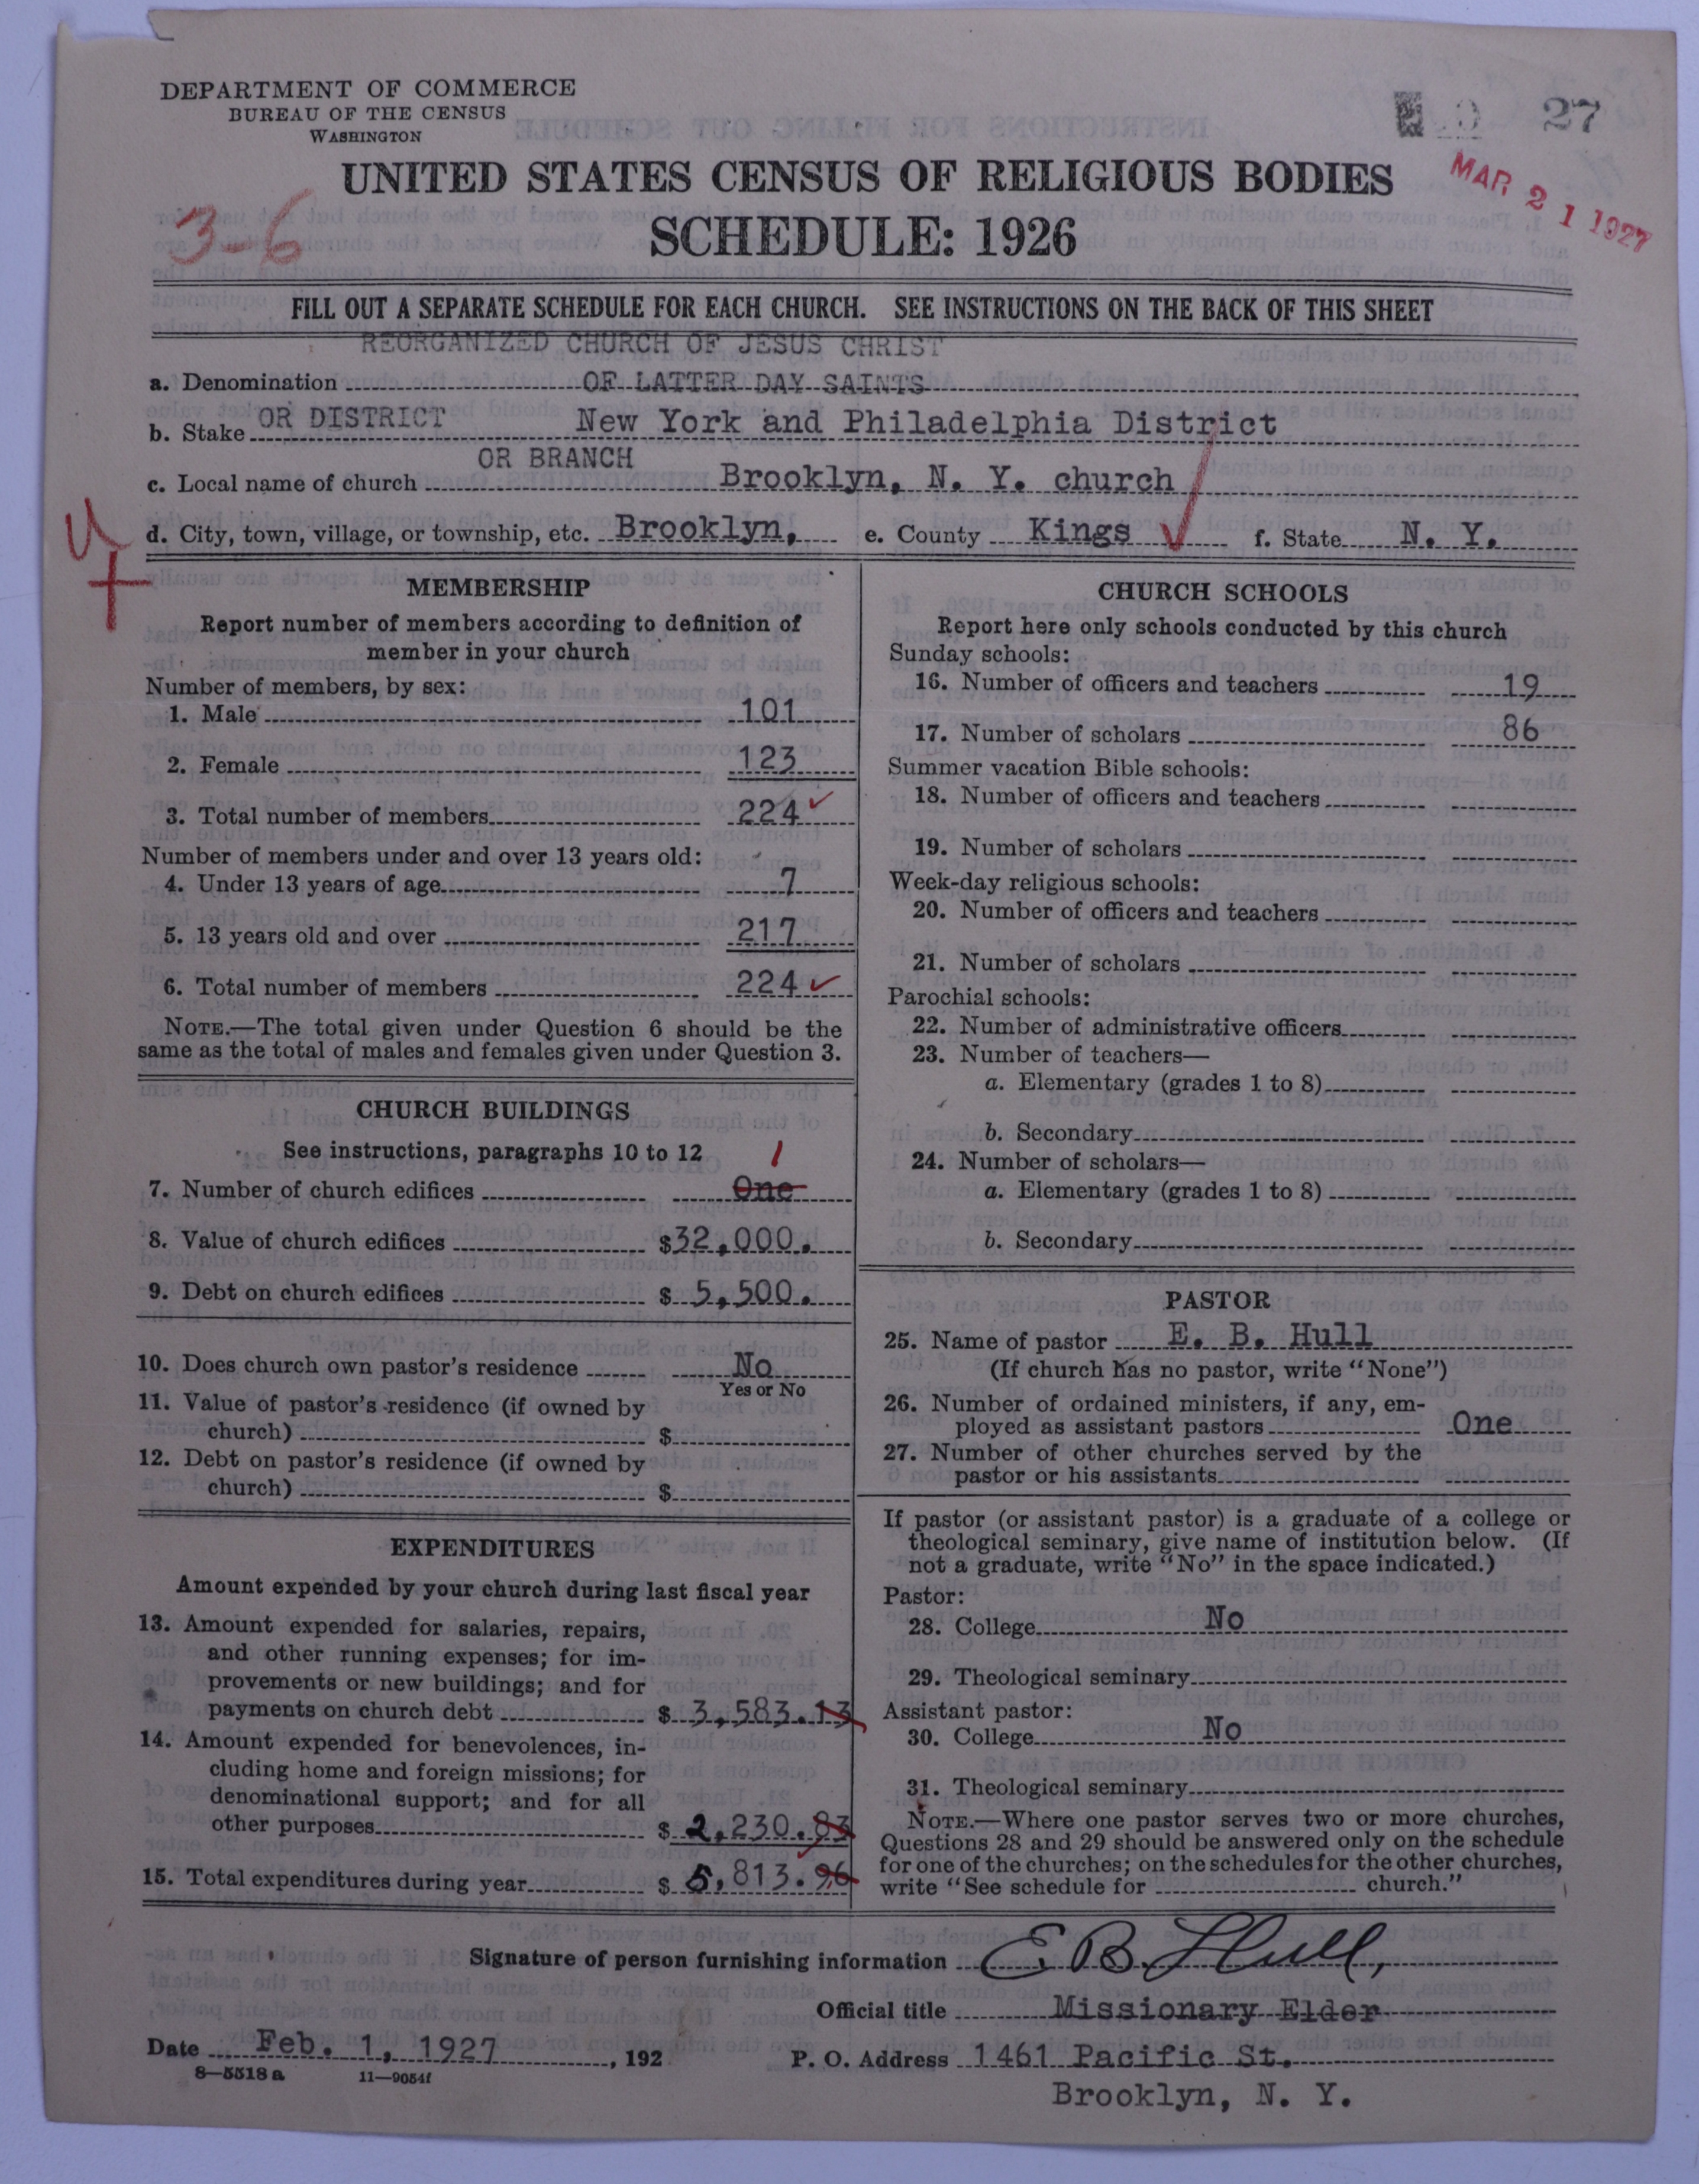 DEPARTMENT OF COMMERCE
BUREAU OF THE CENSUS
WASHINGTON
27
MAR 21 1927
UNITED STATES CENSUS OF RELIGIOUS BODIES
3-6
SCHEDULE: 1926
FILL OUT A SEPARATE SCHEDULE FOR EACH CHURCH. SEE INSTRUCTIONS ON THE BACK OF THIS SHEET
REORGANIZED CHURCH OF JESUS CHRIST
a. Denomination OF LATTER DAY SAINTS
b. Stake OR DISTRICT New York and Philadelphia District
OR BRANCH
c. Local name of church Brooklyn, N. Y. church
d. City, town, village, or township, etc. Brooklyn, e. County Kings f. State N. Y.
MEMBERSHIP
Report number of members according to definition of
member in your church
Number of members, by sex:
1. Male 101
2. Female 123
3. Total number of members 224 ✓
Number of members under and over 13 years old:
4. Under 13 years of age 7
5. 13 years old and over 217
6. Total number of members 224 ✓
NOTE.—The total given under Question 6 should be the
same as the total of males and females given under Question 3.
CHURCH BUILDINGS
See instructions, paragraphs 10 to 12
1
7. Number of church edifices One
8. Value of church edifices $32,000.
9. Debt on church edifices $ 5,500.
10. Does church own pastor's residence No
Yes or No
11. Value of pastor's residence (if owned by
church) $
12. Debt on pastor's residence (if owned by
church) $
EXPENDITURES
Amount expended by your church during last fiscal year
13. Amount expended for salaries, repairs,
and other running expenses; for im-
provements or new buildings; and for
payments on church debt $ 3,583.13
14. Amount expended for benevolences, in-
cluding home and foreign missions; for
denominational support; and for all
other purposes $ 2,230.83
15. Total expenditures during year $ 5,813.96
CHURCH SCHOOLS
Report here only schools conducted by this church
Sunday schools:
16. Number of officers and teachers 19
17. Number of scholars 86
Summer vacation Bible schools:
18. Number of officers and teachers
19. Number of scholars
Week-day religious schools:
20. Number of officers and teachers
21. Number of scholars
Parochial schools:
22. Number of administrative officers
23. Number of teachers—
a. Elementary (grades 1 to 8)
b. Secondary
24. Number of scholars—
a. Elementary (grades 1 to 8)
b. Secondary
PASTOR
25. Name of pastor E. B. Hull
(If church has no pastor, write "None")
26. Number of ordained ministers, if any, em-
ployed as assistant pastors One
27. Number of other churches served by the
pastor or his assistants
If pastor (or assistant pastor) is a graduate of a college or
theological seminary, give name of institution below. (If
not a graduate, write "No" in the space indicated.)
Pastor:
28. College No
29. Theological seminary
Assistant pastor:
30. College No
31. Theological seminary
NOTE.—Where one pastor serves two or more churches,
Questions 28 and 29 should be answered only on the schedule
for one of the churches; on the schedules for the other churches,
write "See schedule for church."
Signature of person furnishing information E B. Hull,
Official title Missionary Elder
Date Feb. 1, 1927, 192 P. O. Address 1461 Pacific St.
8—5518 a 11—9054f
Brooklyn, N. Y.